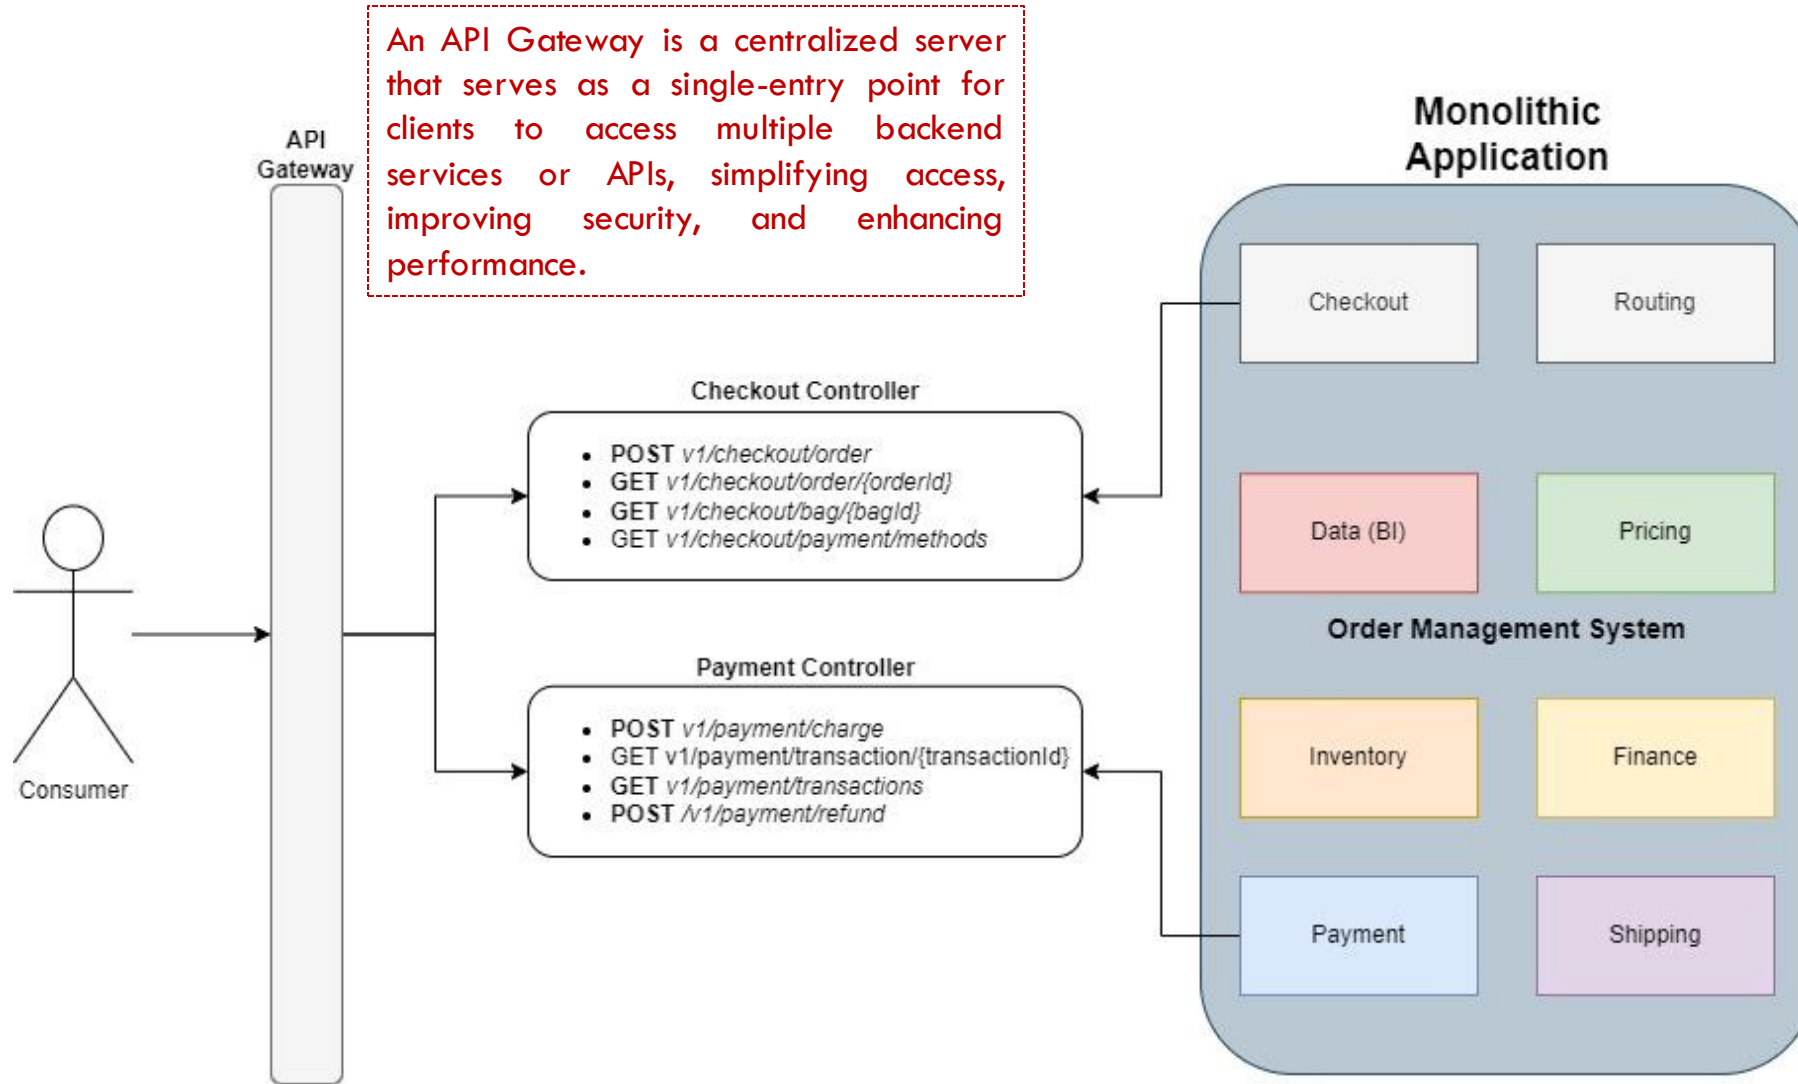 An API Gateway is a centralized server
that serves as a single-entry point for
clients to access multiple backend
services or APIs, simplifying access,
improving security, and enhancing
performance.
API
Gateway
Consumer
Checkout Controller
• POST v1/checkout/order
• GET v1/checkout/order/{orderId}
• GET v1/checkout/bag/{bagId}
• GET v1/checkout/payment/methods
Payment Controller
• POST v1/payment/charge
• GET v1/payment/transaction/{transactionId}
• GET v1/payment/transactions
• POST /v1/payment/refund
Monolithic
Application
Checkout
Routing
Data (BI)
Pricing
Order Management System
Inventory
Finance
Payment
Shipping